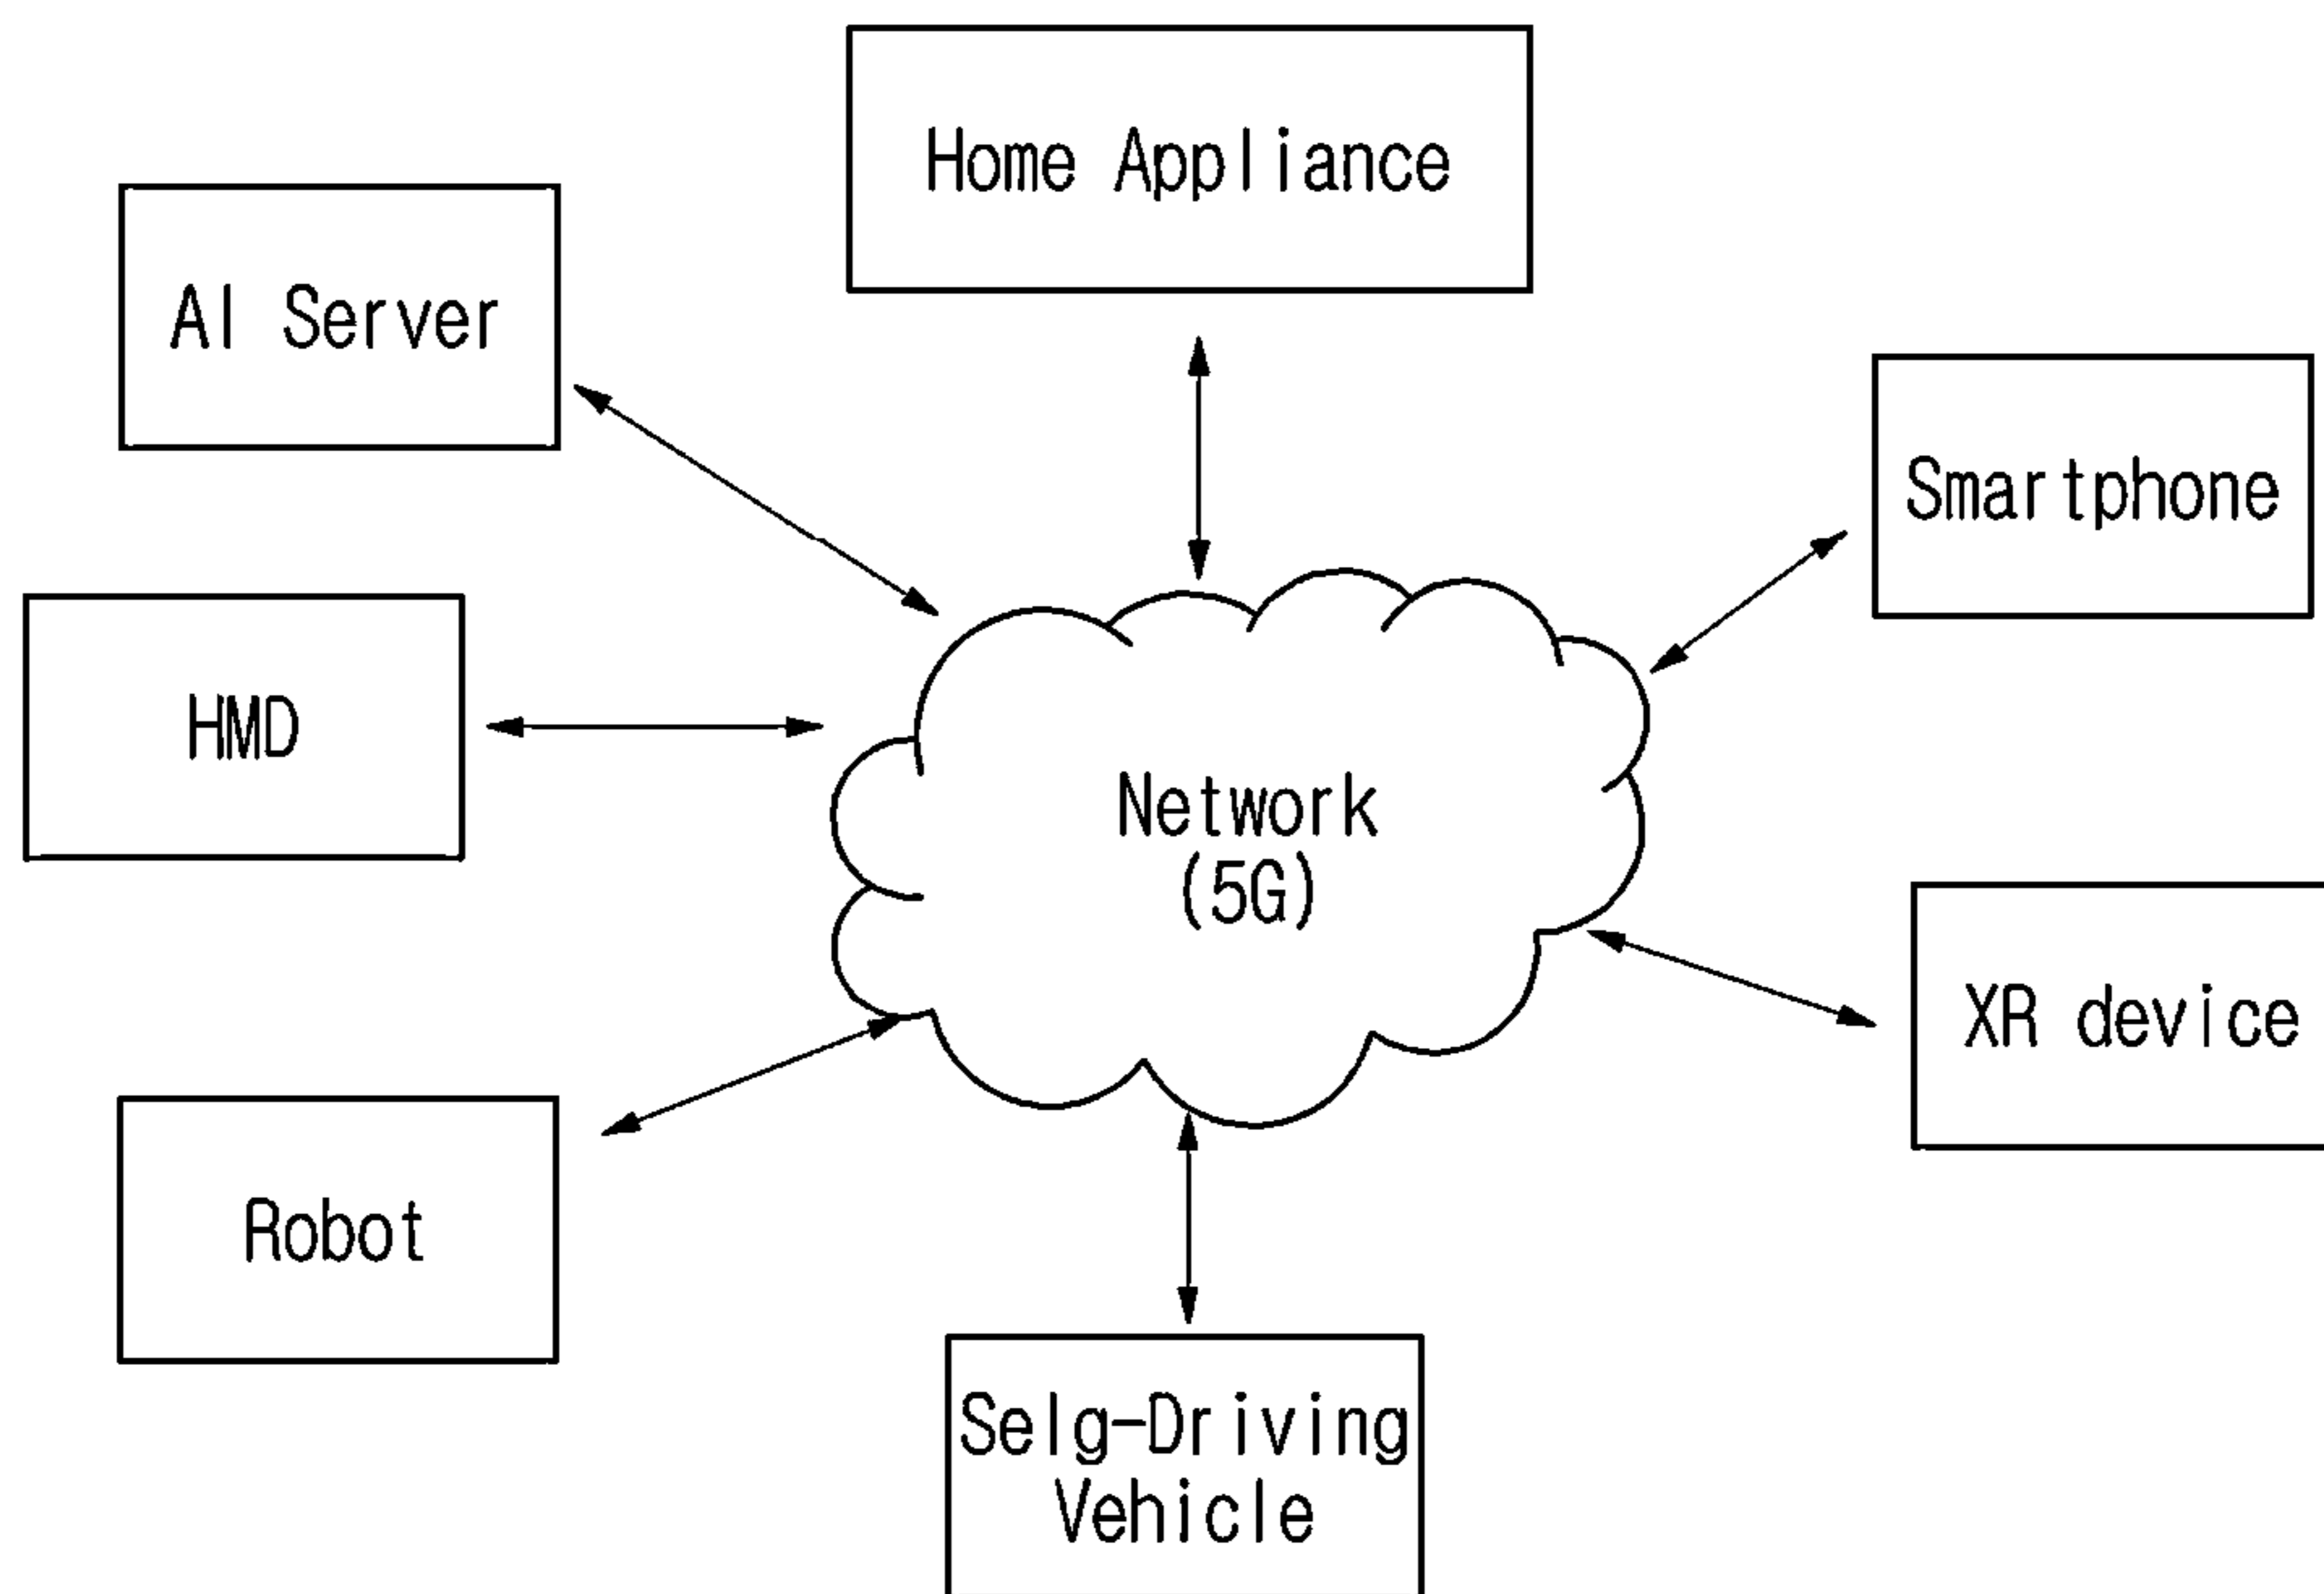 Home Appliance
AI Server
Smartphone
HMD
Network
(5G)
XR device
Robot
Selg-Driving
Vehicle